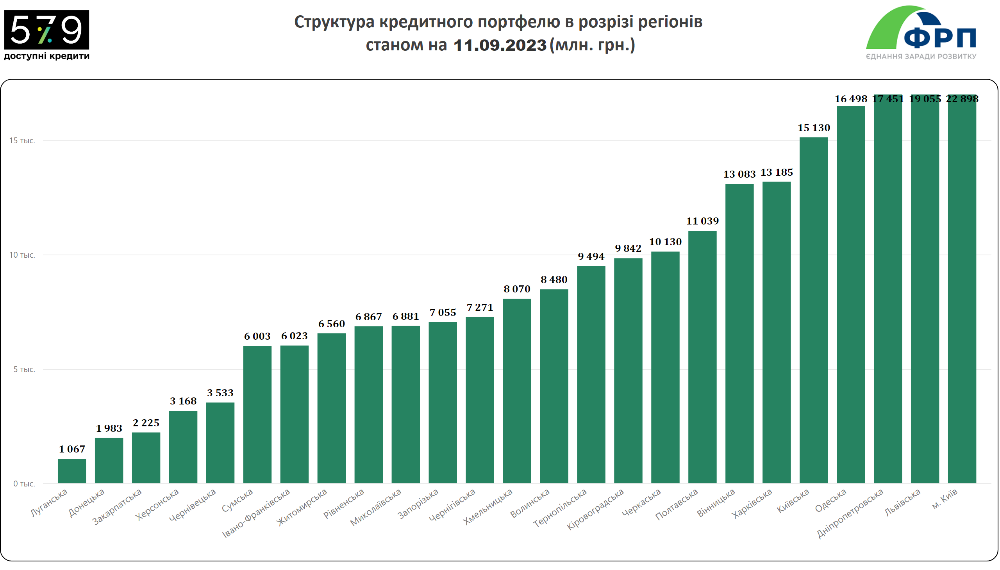 5 7 9
доступні кредити
Структура кредитного портфелю в розрізі регіонів
станом на 11.09.2023 (млн. грн.)
ФРП
ЄДНАННЯ ЗАРАДИ РОЗВИТКУ
15 тыс.
10 тыс.
5 тыс.
0 тыс.
1 067
1 983
2 225
3 168
3 533
6 003
6 023
6 560
6 867
6 881
7 055
7 271
8 070
8 480
9 494
9 842
10 130
11 039
13 083
13 185
15 130
16 498
17 451
19 055
22 898
Луганська
Донецька
Закарпатська
Херсонська
Чернівецька
Сумська
Івано-Франківська
Житомирська
Рівненська
Миколаївська
Запорізька
Чернігівська
Хмельницька
Волинська
Тернопільська
Кіровоградська
Черкаська
Полтавська
Вінницька
Харківська
Київська
Одеська
Дніпропетровська
Львівська
м. Київ